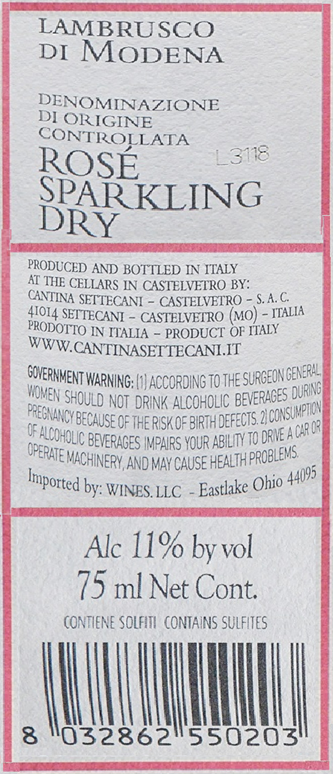 LAMBRUSCO
DI MODENA
DENOMINAZIONE
DI ORIGINE
CONTROLLATA
L3118
ROSÉ
SPARKLING
DRY
PRODUCED AND BOTTLED IN ITALY
AT THE CELLARS IN CASTELVETRO BY:
CANTINA SETTECANI – CASTELVETRO – S.A.C.
41014 SETTECANI – CASTELVETRO (MO) – ITALIA
PRODOTTO IN ITALIA – PRODUCT OF ITALY
WWW.CANTINASETTECANI.IT
GOVERNMENT WARNING: (1) ACCORDING TO THE SURGEON GENERAL,
WOMEN SHOULD NOT DRINK ALCOHOLIC BEVERAGES DURING
PREGNANCY BECAUSE OF THE RISK OF BIRTH DEFECTS. 2) CONSUMPTION
OF ALCOHOLIC BEVERAGES IMPAIRS YOUR ABILITY TO DRIVE A CAR OR
OPERATE MACHINERY, AND MAY CAUSE HEALTH PROBLEMS.
Imported by: WINES. LLC - Eastlake Ohio 44095
Alc 11% by vol
75 ml Net Cont.
CONTIENE SOLFITI CONTAINS SULFITES
8 032862 550203